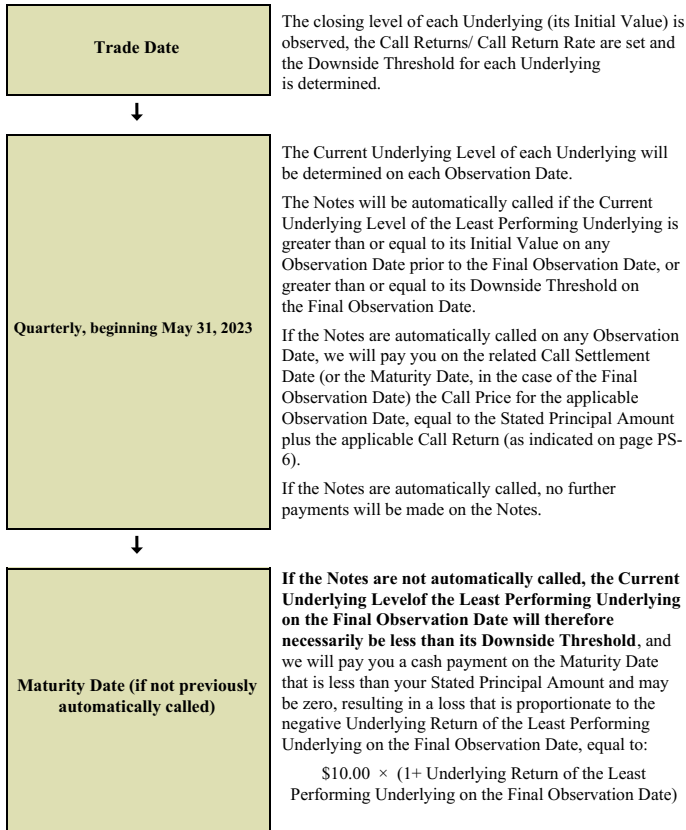 Trade Date
The closing level of each Underlying (its Initial Value) is
observed, the Call Returns/ Call Return Rate are set and
the Downside Threshold for each Underlying
is determined.
Quarterly, beginning May 31, 2023
The Current Underlying Level of each Underlying will
be determined on each Observation Date.
The Notes will be automatically called if the Current
Underlying Level of the Least Performing Underlying is
greater than or equal to its Initial Value on any
Observation Date prior to the Final Observation Date, or
greater than or equal to its Downside Threshold on
the Final Observation Date.
If the Notes are automatically called on any Observation
Date, we will pay you on the related Call Settlement
Date (or the Maturity Date, in the case of the Final
Observation Date) the Call Price for the applicable
Observation Date, equal to the Stated Principal Amount
plus the applicable Call Return (as indicated on page PS-
6).
If the Notes are automatically called, no further
payments will be made on the Notes.
Maturity Date (if not previously
automatically called)
If the Notes are not automatically called, the Current
Underlying Levelof the Least Performing Underlying
on the Final Observation Date will therefore
necessarily be less than its Downside Threshold, and
we will pay you a cash payment on the Maturity Date
that is less than your Stated Principal Amount and may
be zero, resulting in a loss that is proportionate to the
negative Underlying Return of the Least Performing
Underlying on the Final Observation Date, equal to:
$10.00 × (1+ Underlying Return of the Least
Performing Underlying on the Final Observation Date)